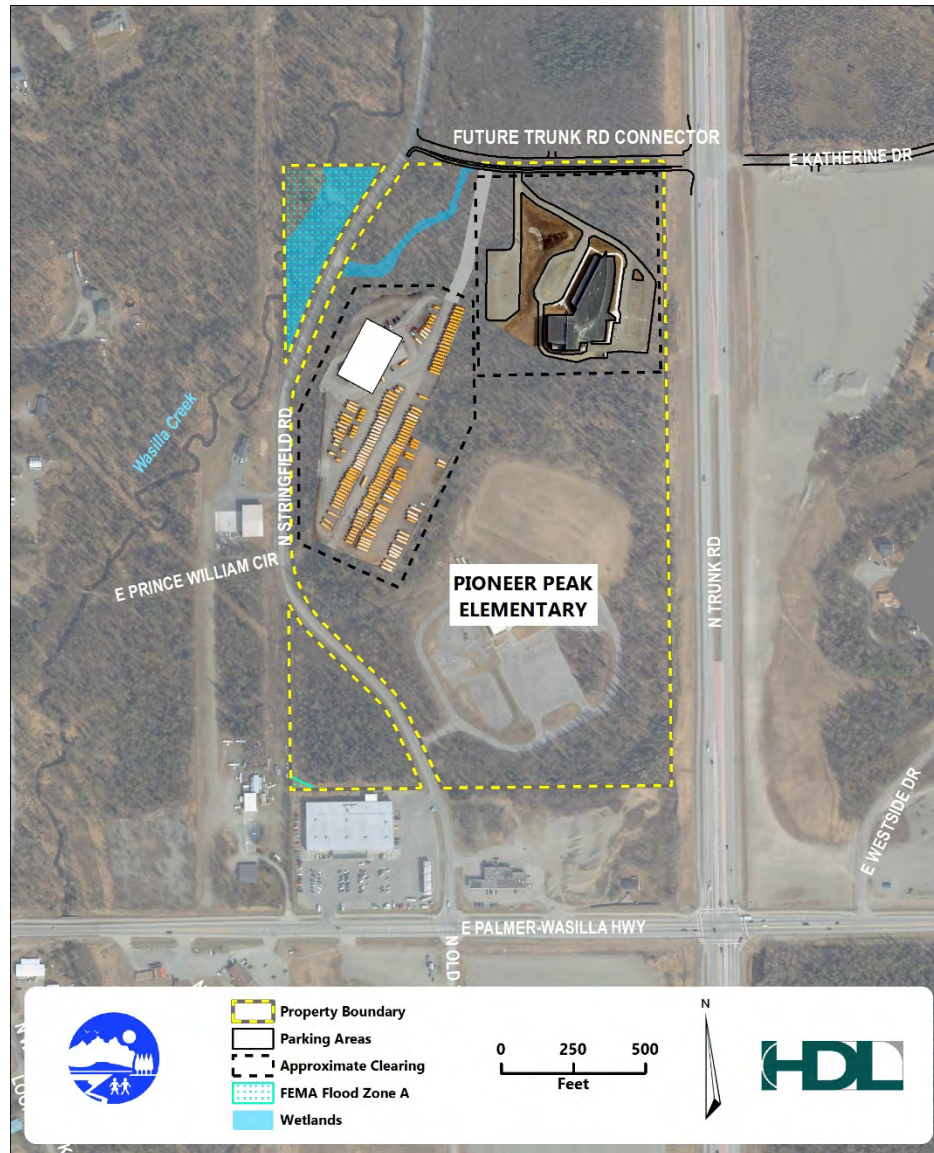 FUTURE TRUNK RD CONNECTOR
E KATHERINE DR
Wasilla Creek
N STRINGFIELD RD
E PRINCE WILLIAM CIR
PIONEER PEAK
ELEMENTARY
N TRUNK RD
E WESTSIDE DR
E PALMER-WASILLA HWY
N OLD
Property Boundary
Parking Areas
Approximate Clearing
FEMA Flood Zone A
Wetlands
0 250 500
Feet
N
HDL